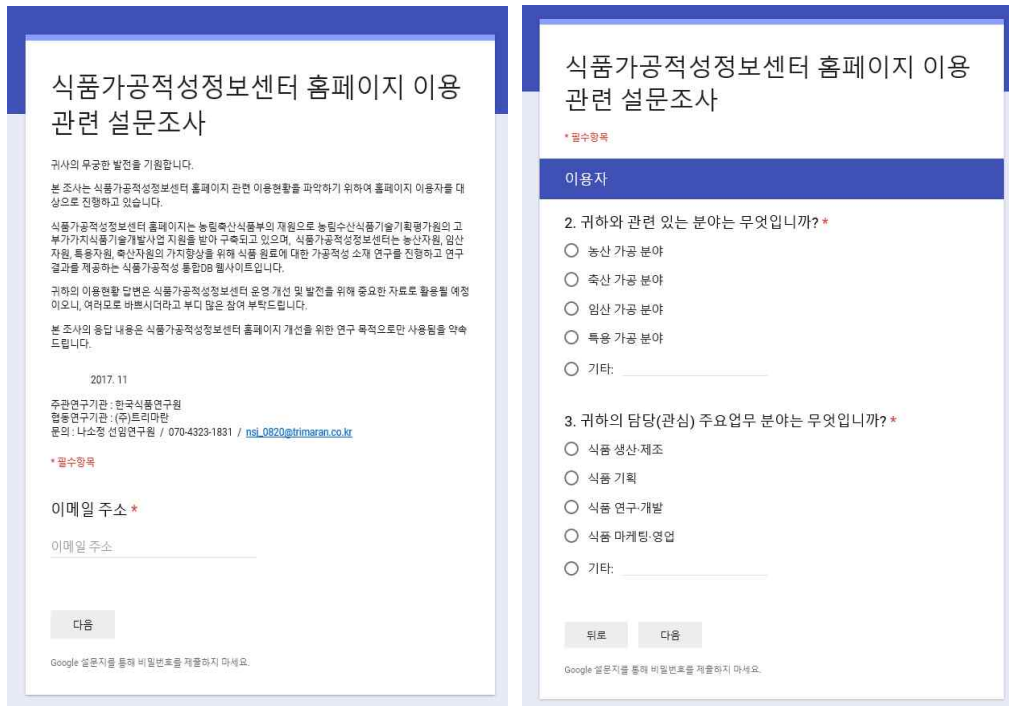 식품가공적성정보센터 홈페이지 이용
관련 설문조사
귀사의 무궁한 발전을 기원합니다.
본 조사는 식품가공적성정보센터 홈페이지 관련 이용현황을 파악하기 위하여 홈페이지 이용자를 대
상으로 진행하고 있습니다.
식품가공적성정보센터 홈페이지는 농림축산식품부의 재원으로 농림수산식품기술기획평가원의 고
부가가치식품기술개발사업 지원을 받아 구축되고 있으며, 식품가공적성정보센터는 농산자원, 임산
자원, 특용자원, 축산자원의 가치향상을 위해 식품 원료에 대한 가공적성 소재 연구를 진행하고 연구
결과를 제공하는 식품가공적성 통합DB 웹사이트입니다.
귀하의 이용현황 답변은 식품가공적성정보센터 운영 개선 및 발전을 위해 중요한 자료로 활용될 예정
이오니, 여러모로 바쁘시더라고 부디 많은 참여 부탁드립니다.
본 조사의 응답 내용은 식품가공적성정보센터 홈페이지 개선을 위한 연구 목적으로만 사용됨을 약속
드립니다.
2017. 11
주관연구기관 : 한국식품연구원
협동연구기관 : (주)트리마란
문의 : 나소정 선임연구원 / 070-4323-1831 / nsj_0820@trimaran.co.kr
* 필수항목
이메일 주소 *
이메일 주소
다음
Google 설문지를 통해 비밀번호를 제출하지 마세요.
식품가공적성정보센터 홈페이지 이용
관련 설문조사
* 필수항목
이용자
2. 귀하와 관련 있는 분야는 무엇입니까? *
농산 가공 분야
축산 가공 분야
임산 가공 분야
특용 가공 분야
기타:
3. 귀하의 담당(관심) 주요업무 분야는 무엇입니까? *
식품 생산·제조
식품 기획
식품 연구·개발
식품 마케팅·영업
기타:
뒤로 다음
Google 설문지를 통해 비밀번호를 제출하지 마세요.